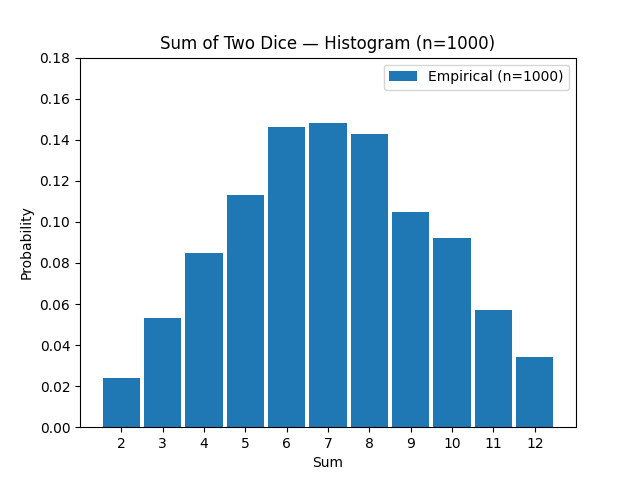 Sum of Two Dice — Histogram (n=1000)
Empirical (n=1000)
0.18
0.16
0.14
0.12
0.10
0.08
0.06
0.04
0.02
0.00
Probability
2 3 4 5 6 7 8 9 10 11 12
Sum